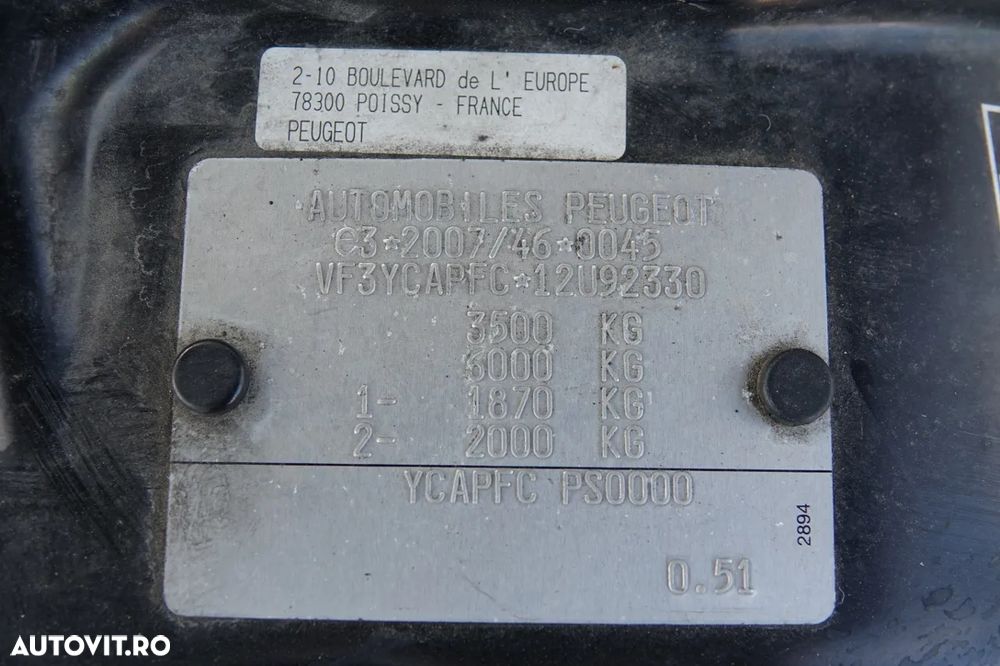 2-10 BOULEVARD de L' EUROPE
78300 POISSY - FRANCE
PEUGEOT
AUTOMOBILES PEUGEOT
e3*2007/46*0045
VF3YCAPFC*12U92330
3500 KG
6000 KG
1- 1870 KG
2- 2000 KG
YCAPFC PS0000
2894
0.51
AUTOVIT.RO